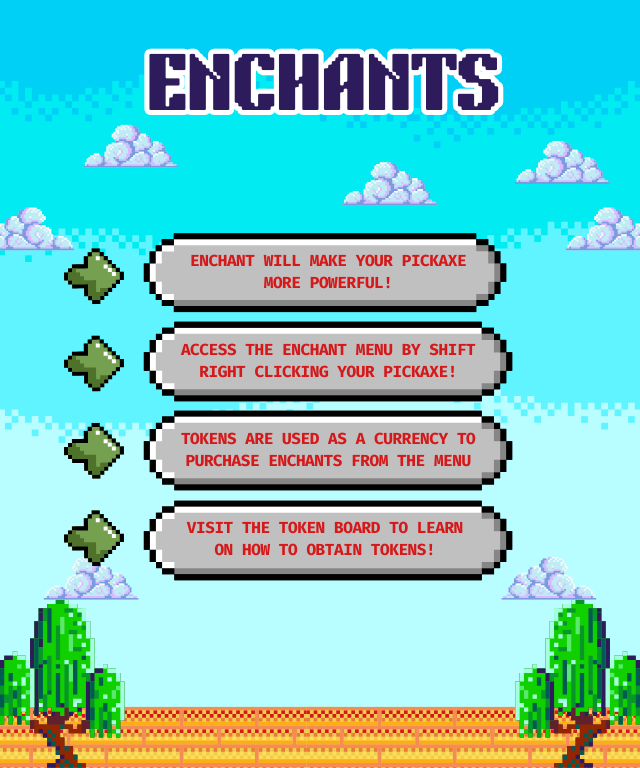 ENCHANTS
ENCHANT WILL MAKE YOUR PICKAXE
MORE POWERFUL!
ACCESS THE ENCHANT MENU BY SHIFT
RIGHT CLICKING YOUR PICKAXE!
TOKENS ARE USED AS A CURRENCY TO
PURCHASE ENCHANTS FROM THE MENU
VISIT THE TOKEN BOARD TO LEARN
ON HOW TO OBTAIN TOKENS!